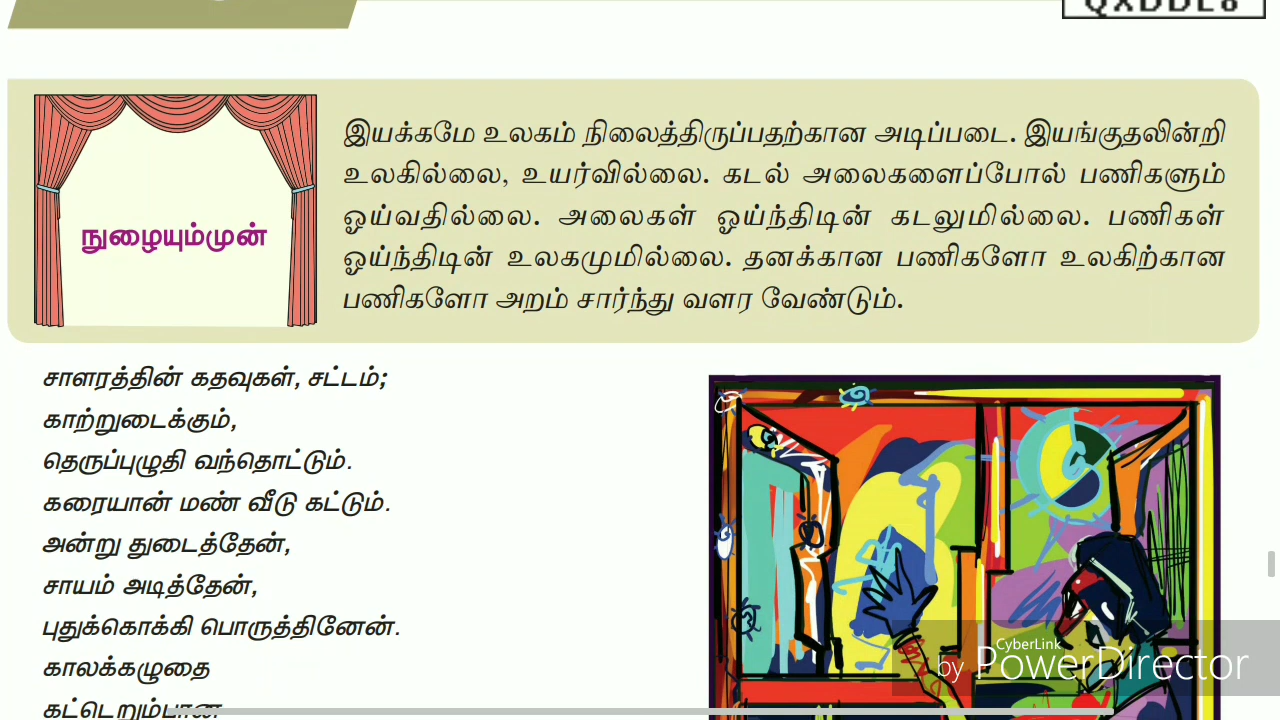 QXDDL8
இயக்கமே உலகம் நிலைத்திருப்பதற்கான அடிப்படை. இயங்குதலின்றி
உலகில்லை, உயர்வில்லை. கடல் அலைகளைப்போல் பணிகளும்
ஓய்வதில்லை. அலைகள் ஓய்ந்திடின் கடலுமில்லை. பணிகள்
ஓய்ந்திடின் உலகமுமில்லை. தனக்கான பணிகளோ உலகிற்கான
பணிகளோ அறம் சார்ந்து வளர வேண்டும்.
நுழையும்முன்
சாளரத்தின் கதவுகள், சட்டம்;
காற்றுடைக்கும்,
தெருப்புழுதி வந்தொட்டும்.
கரையான் மண் வீடு கட்டும்.
அன்று துடைத்தேன்,
சாயம் அடித்தேன்,
புதுக்கொக்கி பொருத்தினேன்.
காலக்கழுதை
கட்டெறும்பான
by CyberLink PowerDirector